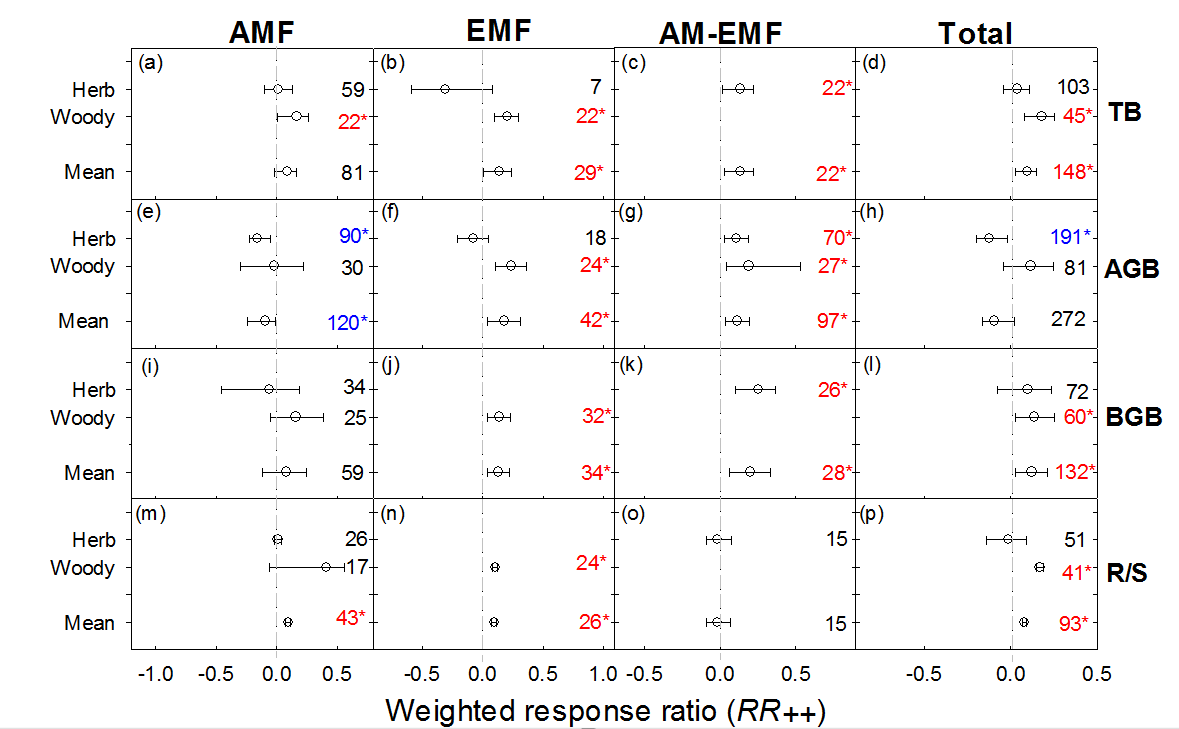 AMF EMF AM-EMF Total
(a) (b) (c) (d)
Herb 59 7 22* 103
Woody 22* 22* 45* TB
Mean 81 29* 22* 148*
(e) (f) (g) (h)
Herb 90* 18 70* 191*
Woody 30 24* 27* 81 AGB
Mean 120* 42* 97* 272
(i) (j) (k) (l)
Herb 34 26* 72
Woody 25 32* 60* BGB
Mean 59 34* 28* 132*
(m) (n) (o) (p)
Herb 26 15 51
Woody 17 24* 41* R/S
Mean 43* 26* 15 93*
-1.0 -0.5 0.0 0.5 -0.5 0.0 0.5 1.0 -0.5 0.0 0.5 -0.5 0.0 0.5
Weighted response ratio (RR++)